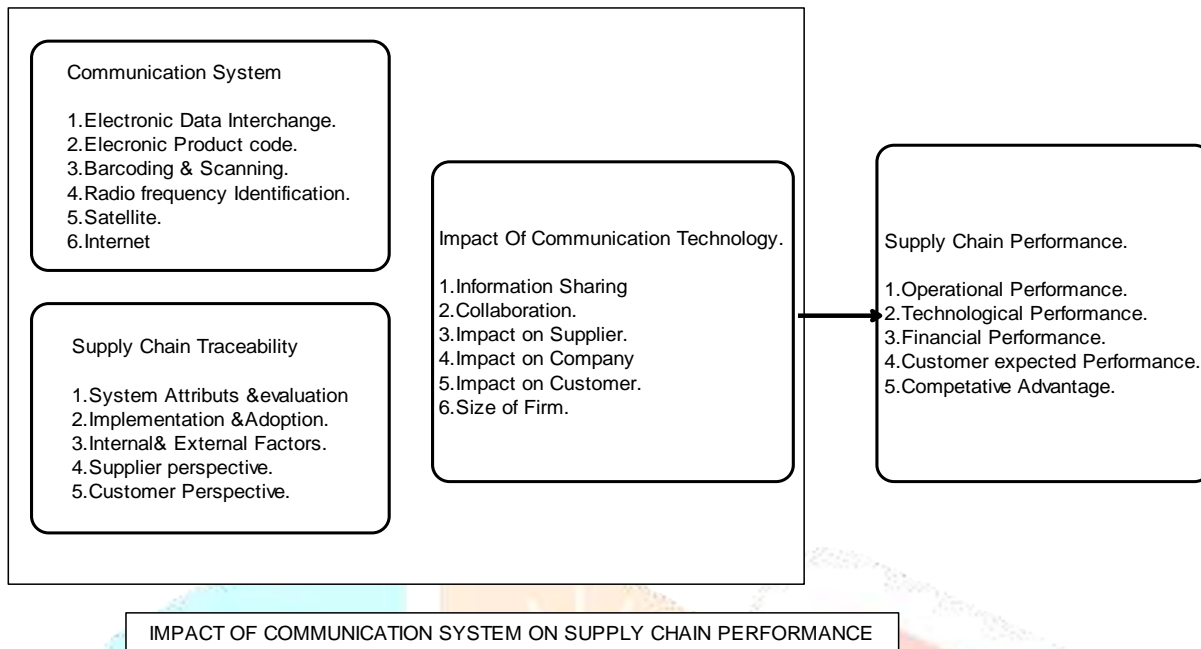 Communication System
1.Electronic Data Interchange.
2.Elecronic Product code.
3.Barcoding & Scanning.
4.Radio frequency Identification.
5.Satellite.
6.Internet
Supply Chain Traceability
1.System Attributs &evaluation
2.Implementation &Adoption.
3.Internal& External Factors.
4.Supplier perspective.
5.Customer Perspective.
Impact Of Communication Technology.
1.Information Sharing
2.Collaboration.
3.Impact on Supplier.
4.Impact on Company
5.Impact on Customer.
6.Size of Firm.
Supply Chain Performance.
1.Operational Performance.
2.Technological Performance.
3.Financial Performance.
4.Customer expected Performance.
5.Competative Advantage.
IMPACT OF COMMUNICATION SYSTEM ON SUPPLY CHAIN PERFORMANCE